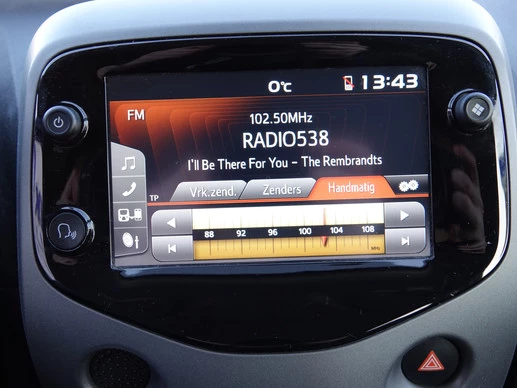 0℃ 13:43
FM
102.50MHz
RADIO538
I'll Be There For You – The Rembrandts
TP Vrk.zend. Zenders Handmatig
88 92 96 100 104 108
MHz